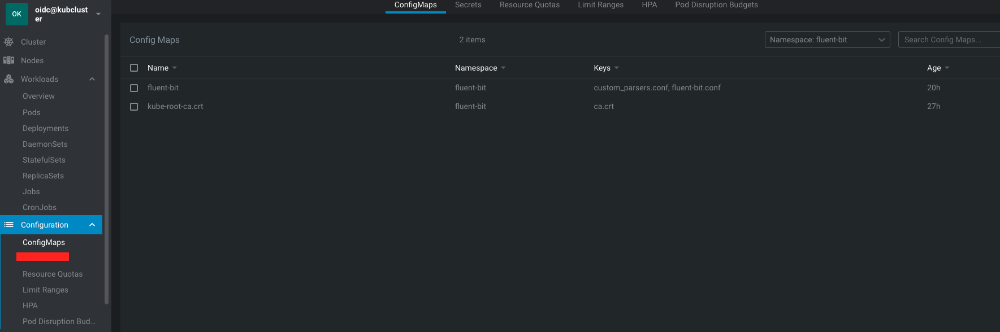 OK
oidc@kubclust
er
Cluster
Nodes
Workloads
Overview
Pods
Deployments
DaemonSets
StatefulSets
ReplicaSets
Jobs
CronJobs
Configuration
ConfigMaps
Resource Quotas
Limit Ranges
HPA
Pod Disruption Bud...
ConfigMaps Secrets Resource Quotas Limit Ranges HPA Pod Disruption Budgets
Config Maps 2 items Namespace: fluent-bit Search Config Maps...
Name Namespace Keys Age
fluent-bit fluent-bit custom_parsers.conf, fluent-bit.conf 20h
kube-root-ca.crt fluent-bit ca.crt 27h